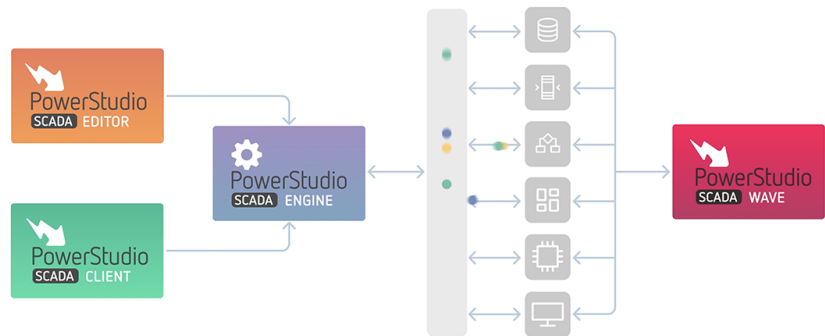 PowerStudio
SCADA EDITOR
PowerStudio
SCADA ENGINE
PowerStudio
SCADA CLIENT
PowerStudio
SCADA WAVE